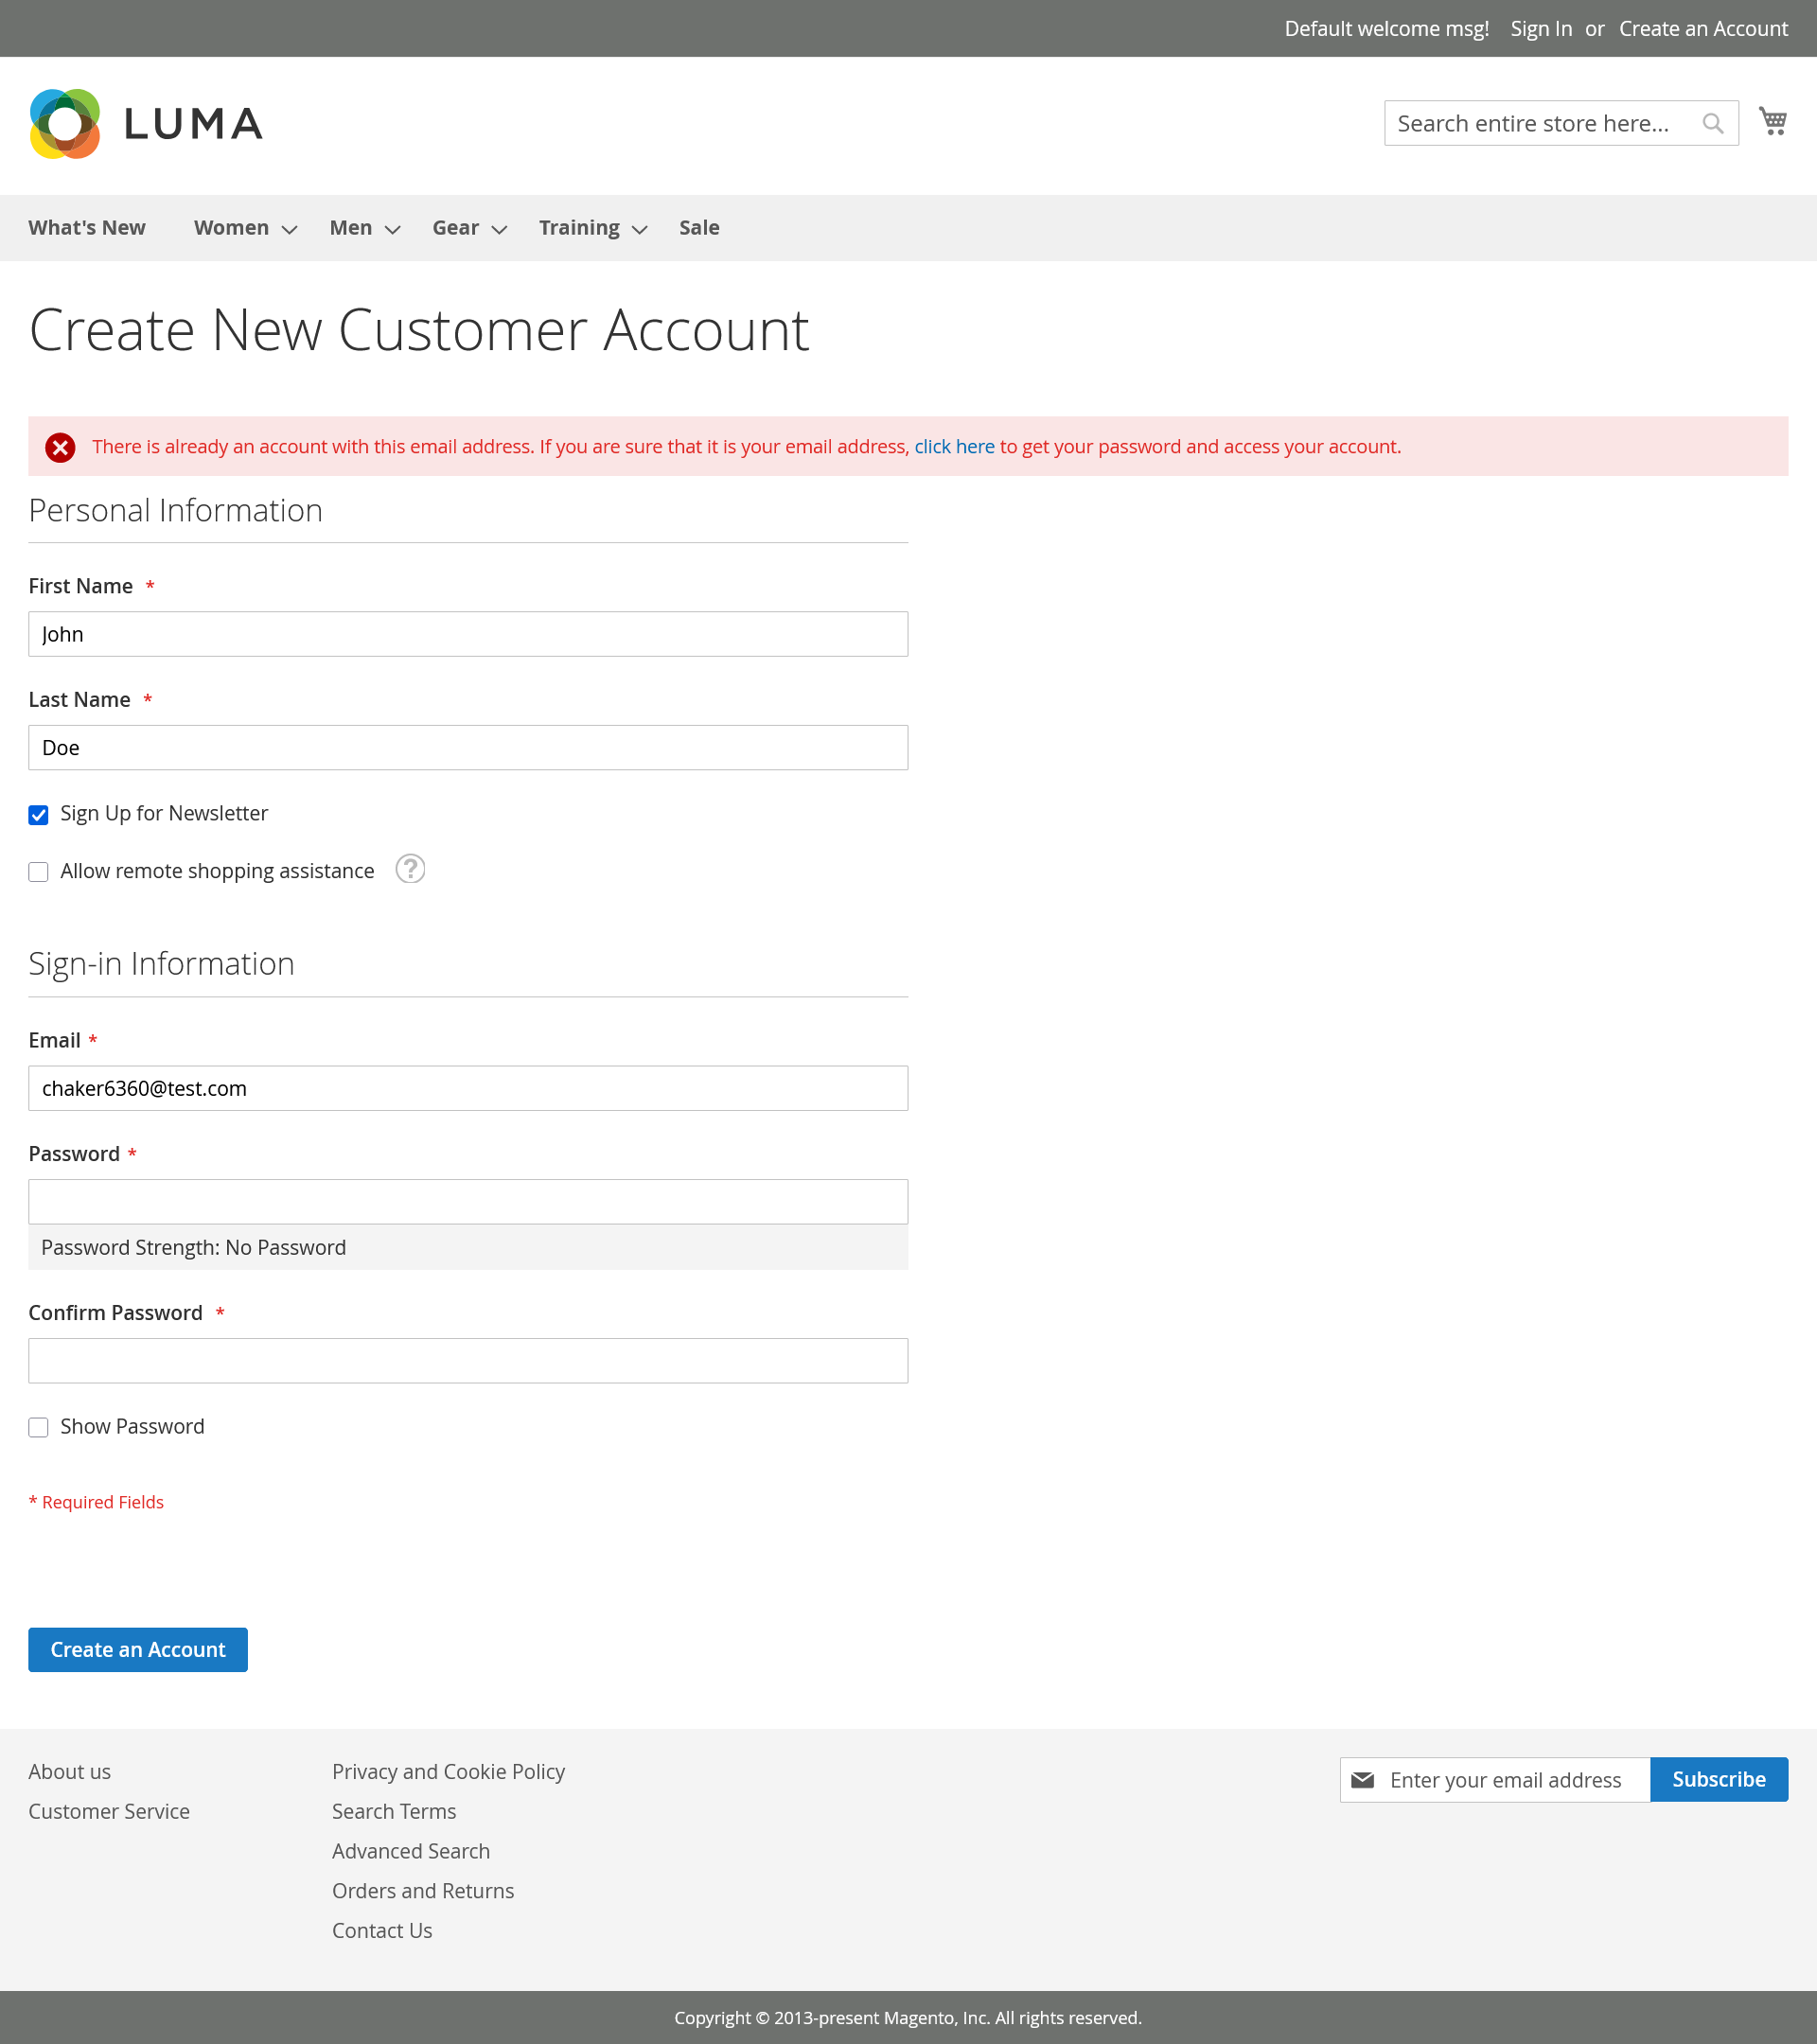 Default welcome msg! Sign In or Create an Account
LUMA
Search entire store here...
What's New Women Men Gear Training Sale
Create New Customer Account
There is already an account with this email address. If you are sure that it is your email address, click here to get your password and access your account.
Personal Information
First Name *
John
Last Name *
Doe
Sign Up for Newsletter
Allow remote shopping assistance ?
Sign-in Information
Email *
chaker6360@test.com
Password *
Password Strength: No Password
Confirm Password *
Show Password
* Required Fields
Create an Account
About us
Customer Service
Privacy and Cookie Policy
Search Terms
Advanced Search
Orders and Returns
Contact Us
Enter your email address Subscribe
Copyright © 2013-present Magento, Inc. All rights reserved.